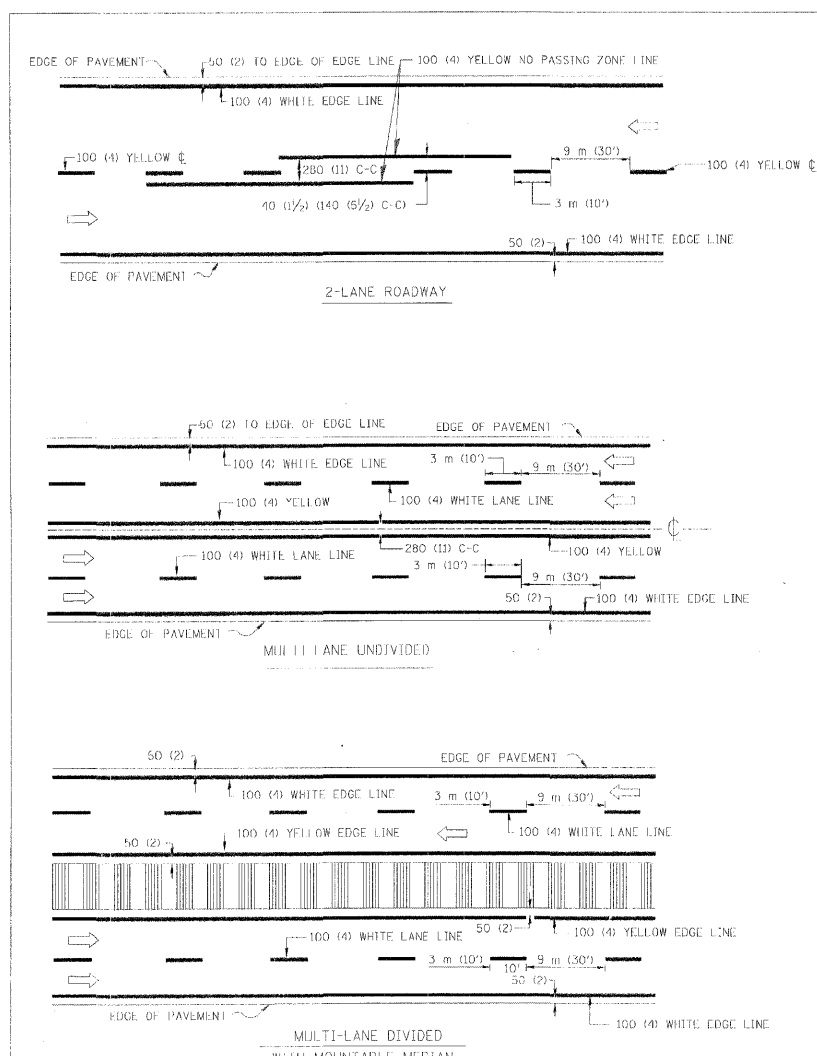 EDGE OF PAVEMENT
50 (2) TO EDGE OF EDGE LINE
100 (4) YELLOW NO PASSING ZONE LINE
100 (4) WHITE EDGE LINE
9 m (30')
100 (4) YELLOW ℄
280 (11) C-C
100 (4) YELLOW ℄
40 (1½) (140 (5½) C-C)
3 m (10')
50 (2)
100 (4) WHITE EDGE LINE
EDGE OF PAVEMENT
2-LANE ROADWAY
50 (2) TO EDGE OF EDGE LINE
EDGE OF PAVEMENT
100 (4) WHITE EDGE LINE
3 m (10')
9 m (30')
100 (4) YELLOW
100 (4) WHITE LANE LINE
℄
100 (4) WHITE LANE LINE
280 (11) C-C
100 (4) YELLOW
3 m (10')
9 m (30')
50 (2)
100 (4) WHITE EDGE LINE
EDGE OF PAVEMENT
MULTI LANE UNDIVIDED
50 (2)
EDGE OF PAVEMENT
100 (4) WHITE EDGE LINE
3 m (10')
9 m (30')
50 (2)
100 (4) YELLOW EDGE LINE
100 (4) WHITE LANE LINE
50 (2)
100 (4) YELLOW EDGE LINE
100 (4) WHITE LANE LINE
3 m (10')
10'
9 m (30')
50 (2)
EDGE OF PAVEMENT
100 (4) WHITE EDGE LINE
MULTI-LANE DIVIDED
WITH MOUNTABLE MEDIAN